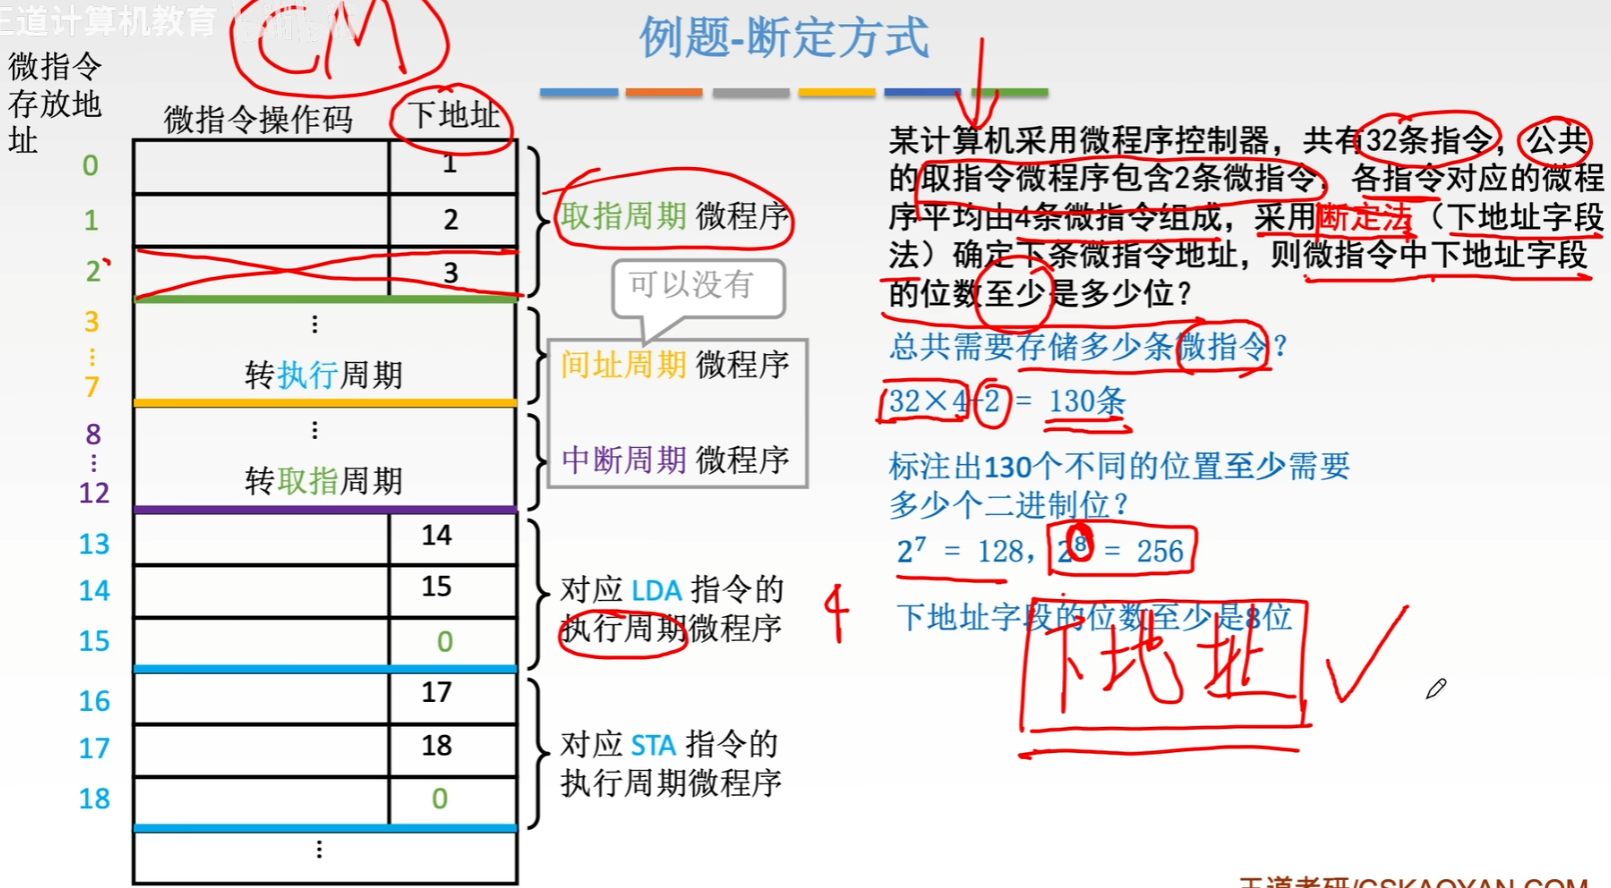 王道计算机教育
CM
例题-断定方式
微指令
存放地
址
微指令操作码
下地址
0
1
1
2
2
3
取指周期 微程序
可以没有
3
⋮
7
⋮
转执行周期
间址周期 微程序
8
⋮
12
⋮
转取指周期
中断周期 微程序
13
14
14
15
15
0
对应 LDA 指令的
执行周期微程序
4
16
17
17
18
18
0
对应 STA 指令的
执行周期微程序
⋮
某计算机采用微程序控制器，共有32条指令，公共
的取指令微程序包含2条微指令，各指令对应的微程
序平均由4条微指令组成，采用断定法（下地址字段
法）确定下条微指令地址，则微指令中下地址字段
的位数至少是多少位？
总共需要存储多少条微指令？
32×4+2 = 130条
标注出130个不同的位置至少需要
多少个二进制位？
2⁷ = 128，2⁸ = 256
下地址字段的位数至少是8位
下地址
王道考研/CSKAOYAN.COM